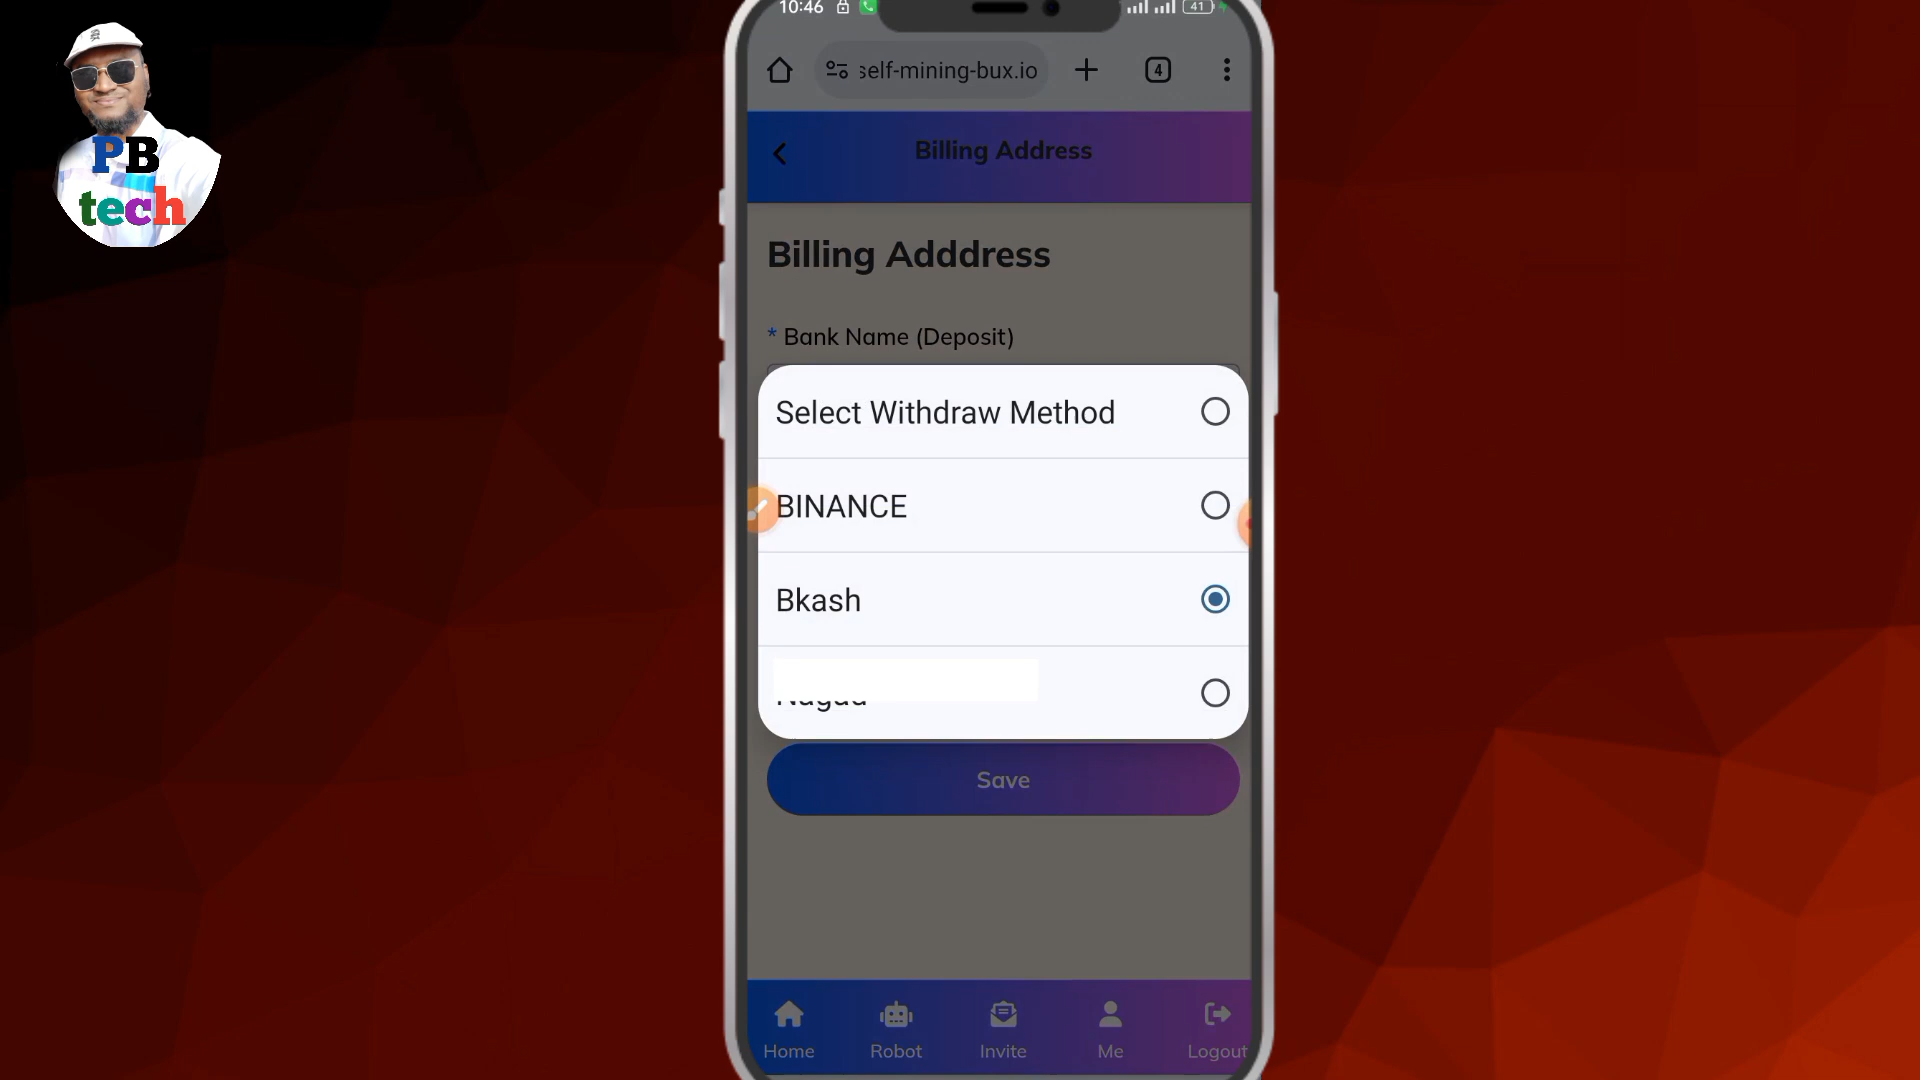 PB
tech
10:46
41
self-mining-bux.io
4
Billing Address
Billing Adddress
* Bank Name (Deposit)
Select Withdraw Method
BINANCE
Bkash
Save
Home
Robot
Invite
Me
Logout